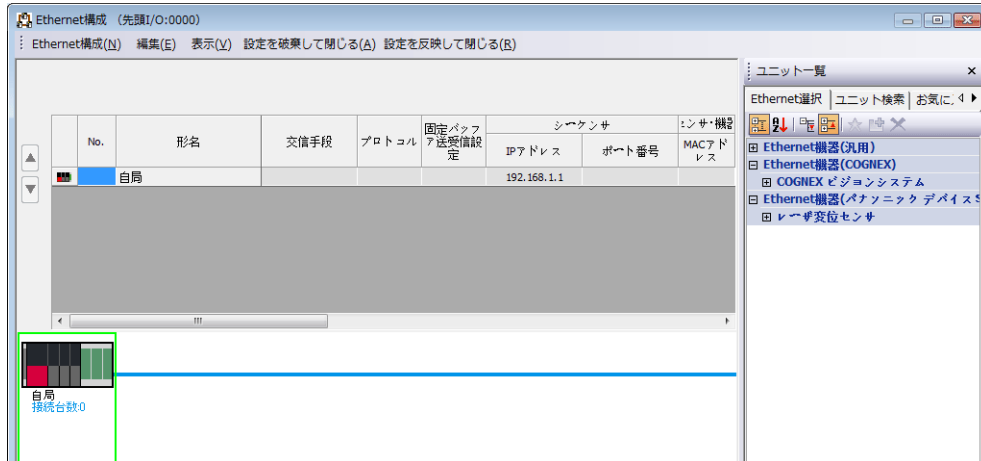 Ethernet構成 （先頭I/O:0000）
Ethernet構成(N) 編集(E) 表示(V) 設定を破棄して閉じる(A) 設定を反映して閉じる(R)
ユニット一覧
Ethernet選択 ユニット検索 お気に
No. 形名 交信手段 プロトコル 固定バッファ送受信設定 シーケンサ センサ・機器
IPアドレス ポート番号 MACアドレス
自局 192.168.1.1
Ethernet機器(汎用)
Ethernet機器(COGNEX)
COGNEX ビジョンシステム
Ethernet機器(パナソニック デバイスS
レーザ変位センサ
自局
接続台数:0